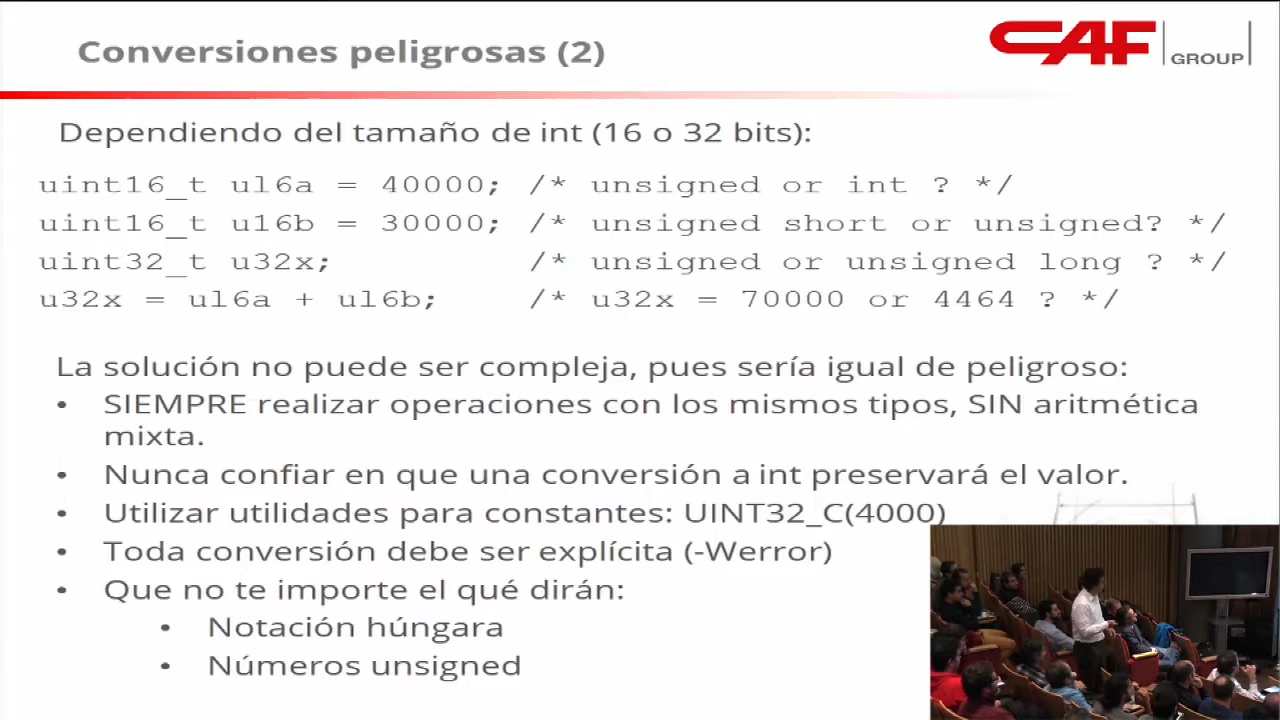 Conversiones peligrosas (2)
CAF GROUP
Dependiendo del tamaño de int (16 o 32 bits):
uint16_t u16a = 40000; /* unsigned or int ? */
uint16_t u16b = 30000; /* unsigned short or unsigned? */
uint32_t u32x; /* unsigned or unsigned long ? */
u32x = u16a + u16b; /* u32x = 70000 or 4464 ? */
La solución no puede ser compleja, pues sería igual de peligroso:
• SIEMPRE realizar operaciones con los mismos tipos, SIN aritmética
mixta.
• Nunca confiar en que una conversión a int preservará el valor.
• Utilizar utilidades para constantes: UINT32_C(4000)
• Toda conversión debe ser explícita (-Werror)
• Que no te importe el qué dirán:
• Notación húngara
• Números unsigned